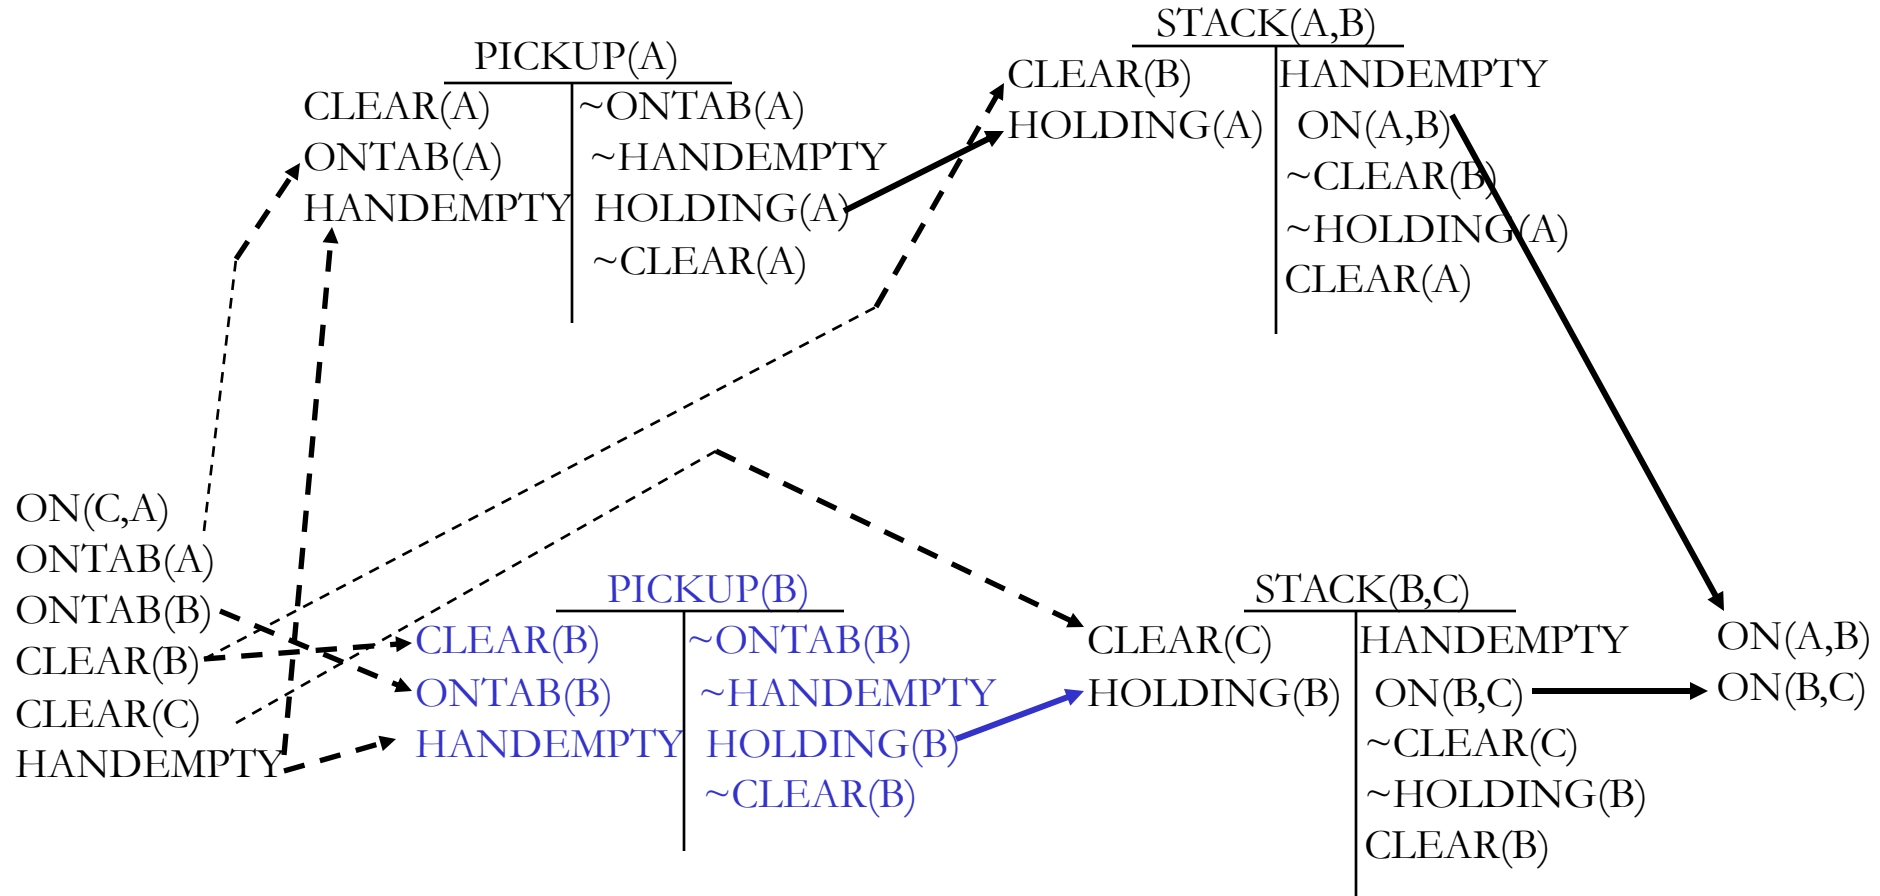 PICKUP(A)
CLEAR(A)
ONTAB(A)
HANDEMPTY
~ONTAB(A)
~HANDEMPTY
HOLDING(A)
~CLEAR(A)
STACK(A,B)
CLEAR(B)
HOLDING(A)
HANDEMPTY
ON(A,B)
~CLEAR(B)
~HOLDING(A)
CLEAR(A)
ON(C,A)
ONTAB(A)
ONTAB(B)
CLEAR(B)
CLEAR(C)
HANDEMPTY
PICKUP(B)
CLEAR(B)
ONTAB(B)
HANDEMPTY
~ONTAB(B)
~HANDEMPTY
HOLDING(B)
~CLEAR(B)
STACK(B,C)
CLEAR(C)
HOLDING(B)
HANDEMPTY
ON(B,C)
~CLEAR(C)
~HOLDING(B)
CLEAR(B)
ON(A,B)
ON(B,C)